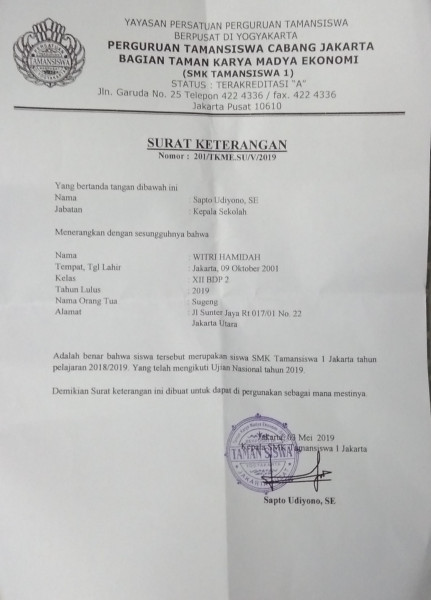 YAYASAN PERSATUAN PERGURUAN TAMANSISWA
BERPUSAT DI YOGYAKARTA
PERGURUAN TAMANSISWA CABANG JAKARTA
BAGIAN TAMAN KARYA MADYA EKONOMI
(SMK TAMANSISWA 1)
STATUS : TERAKREDITASI "A"
Jln. Garuda No. 25 Telepon 422 4336 / fax. 422 4336
Jakarta Pusat 10610
TAMANSISWA
SURAT KETERANGAN
Nomor : 201/TKME.SU/V/2019
Yang bertanda tangan dibawah ini
Nama : Sapto Udiyono, SE
Jabatan : Kepala Sekolah
Menerangkan dengan sesungguhnya bahwa
Nama : WITRI HAMIDAH
Tempat, Tgl Lahir : Jakarta, 09 Oktober 2001
Kelas : XII BDP 2
Tahun Lulus : 2019
Nama Orang Tua : Sugeng
Alamat : Jl Sunter Jaya Rt 017/01 No. 22
Jakarta Utara
Adalah benar bahwa siswa tersebut merupakan siswa SMK Tamansiswa 1 Jakarta tahun
pelajaran 2018/2019. Yang telah mengikuti Ujian Nasional tahun 2019.
Demikian Surat keterangan ini dibuat untuk dapat di pergunakan sebagai mana mestinya.
Jakarta, Mei 2019
Kepala SMK Tamansiswa 1 Jakarta
TAMAN SISWA
Sapto Udiyono, SE